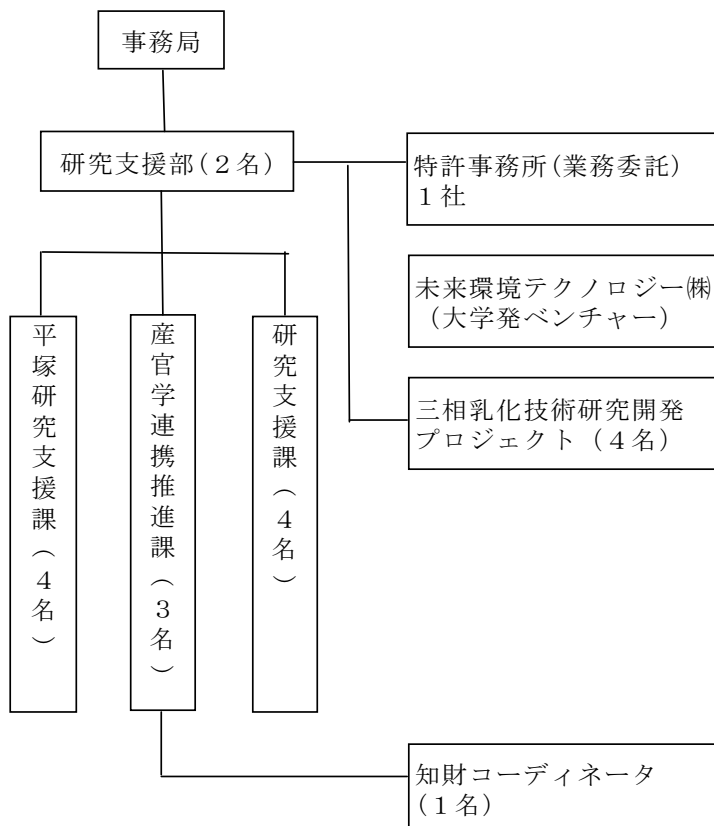 事務局
研究支援部(２名)
特許事務所(業務委託)
１社
未来環境テクノロジー㈱
（大学発ベンチャー）
三相乳化技術研究開発
プロジェクト（４名）
平塚研究支援課（４名）
産官学連携推進課（３名）
研究支援課（４名）
知財コーディネータ
(１名)